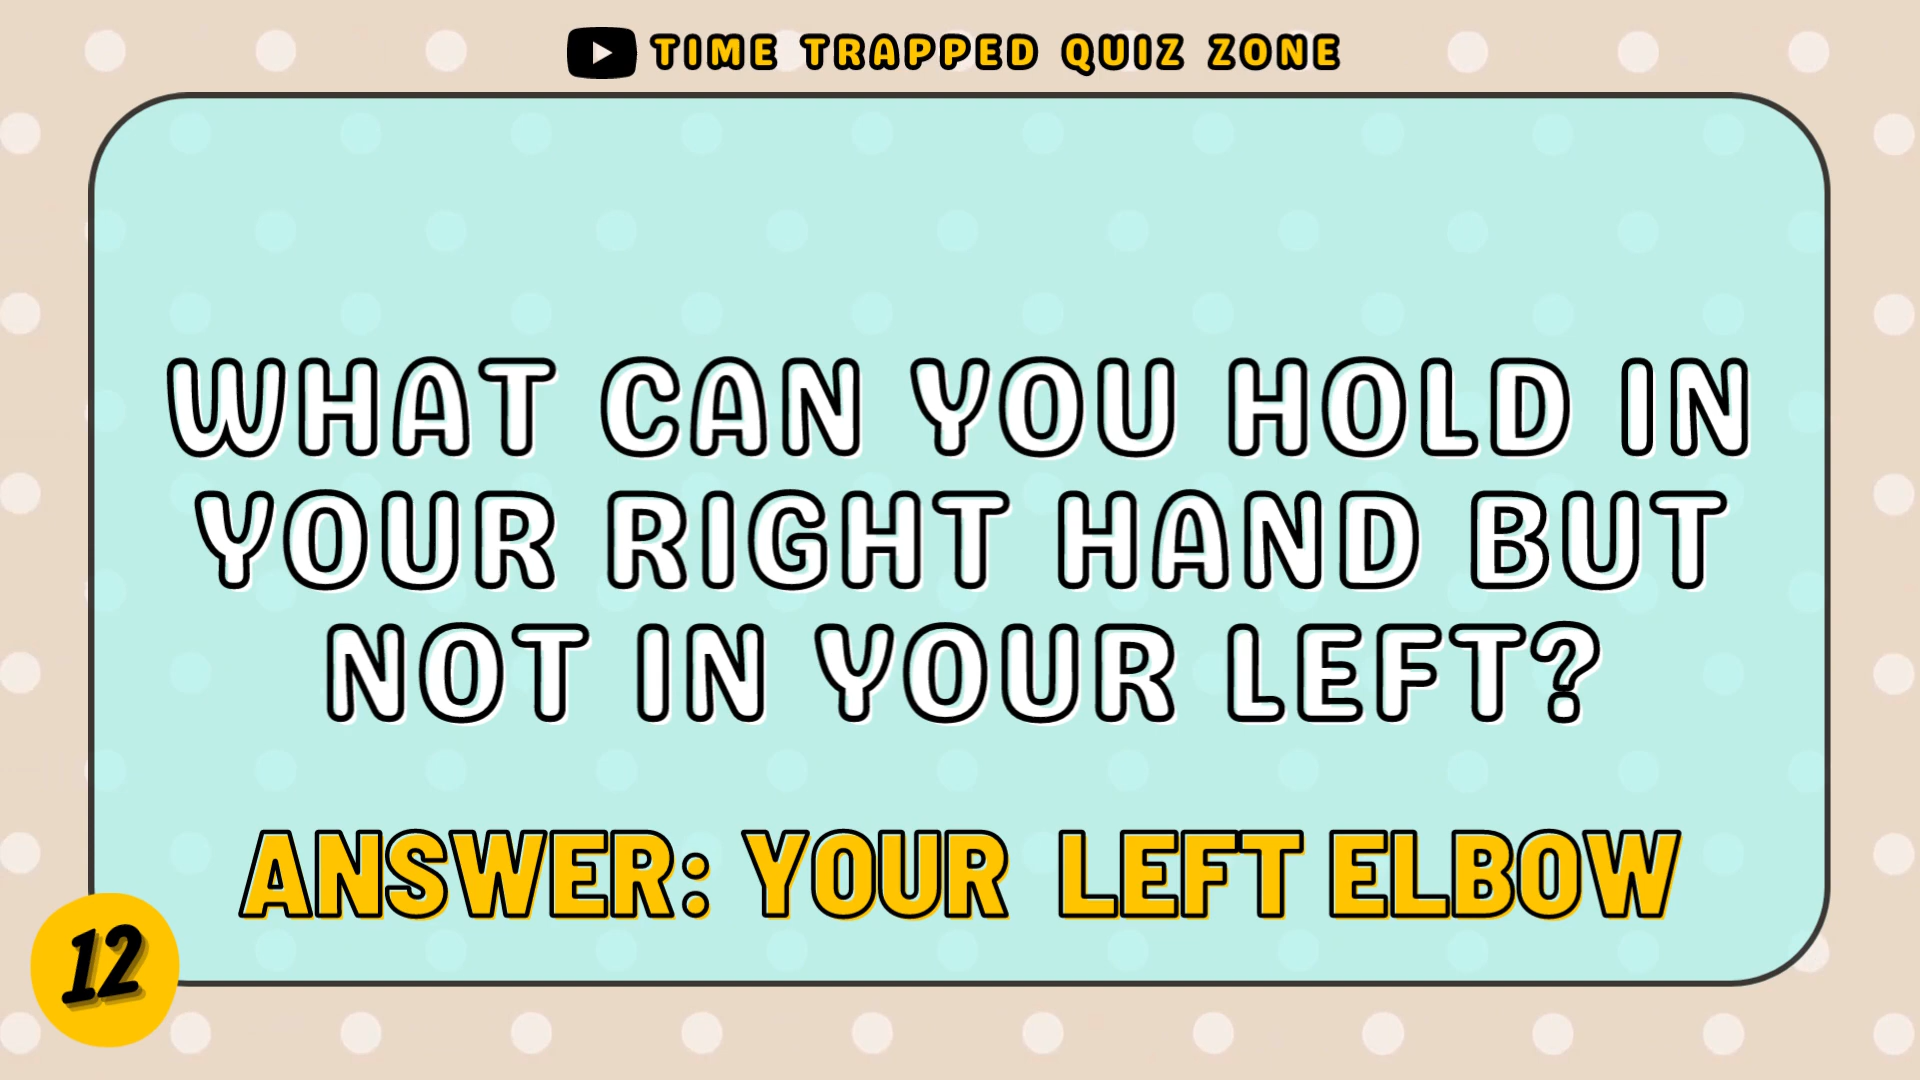 TIME TRAPPED QUIZ ZONE
WHAT CAN YOU HOLD IN
YOUR RIGHT HAND BUT
NOT IN YOUR LEFT?
ANSWER: YOUR LEFT ELBOW
12